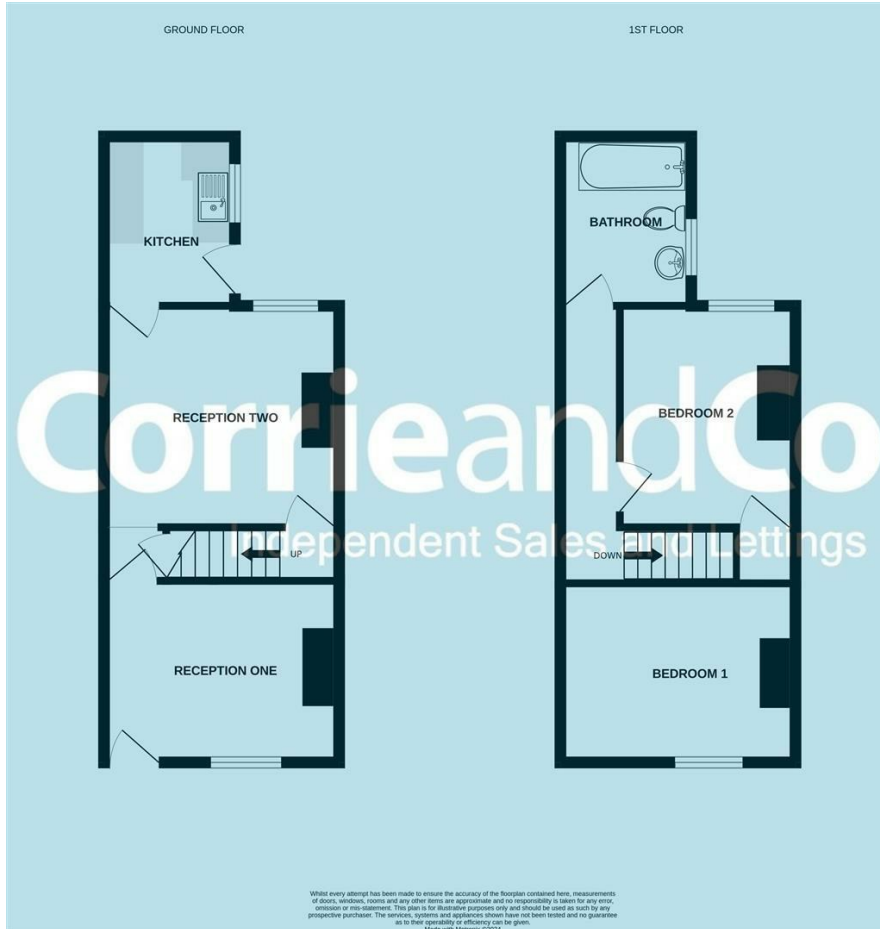 GROUND FLOOR
1ST FLOOR
KITCHEN
RECEPTION TWO
UP
RECEPTION ONE
BATHROOM
BEDROOM 2
DOWN
BEDROOM 1
CorrieandCo
Independent Sales and Lettings
Whilst every attempt has been made to ensure the accuracy of the floorplan contained here, measurements
of doors, windows, rooms and any other items are approximate and no responsibility is taken for any error,
omission or mis-statement. This plan is for illustrative purposes only and should be used as such by any
prospective purchaser. The services, systems and appliances shown have not been tested and no guarantee
as to their operability or efficiency can be given.
Made with Metropix ©2024